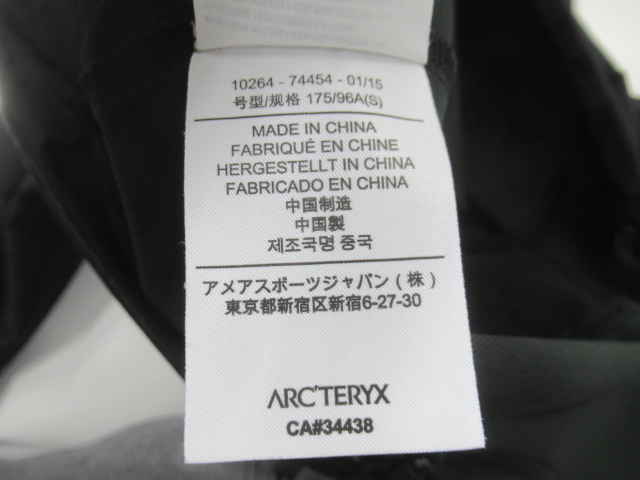 10264 - 74454 - 01/15
号型/规格 175/96A(S)
MADE IN CHINA
FABRIQUÉ EN CHINE
HERGESTELLT IN CHINA
FABRICADO EN CHINA
中国制造
中国製
제조국명 중국
アメアスポーツジャパン(株)
東京都新宿区新宿6-27-30
ARC'TERYX
CA#34438